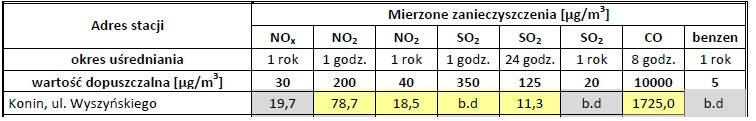 Adres stacji
Mierzone zanieczyszczenia [µg/m³]
NOₓ NO₂ NO₂ SO₂ SO₂ SO₂ CO benzen
okres uśredniania 1 rok 1 godz. 1 rok 1 godz. 24 godz. 1 rok 8 godz. 1 rok
wartość dopuszczalna [µg/m³] 30 200 40 350 125 20 10000 5
Konin, ul. Wyszyńskiego 19,7 78,7 18,5 b.d 11,3 b.d 1725,0 b.d